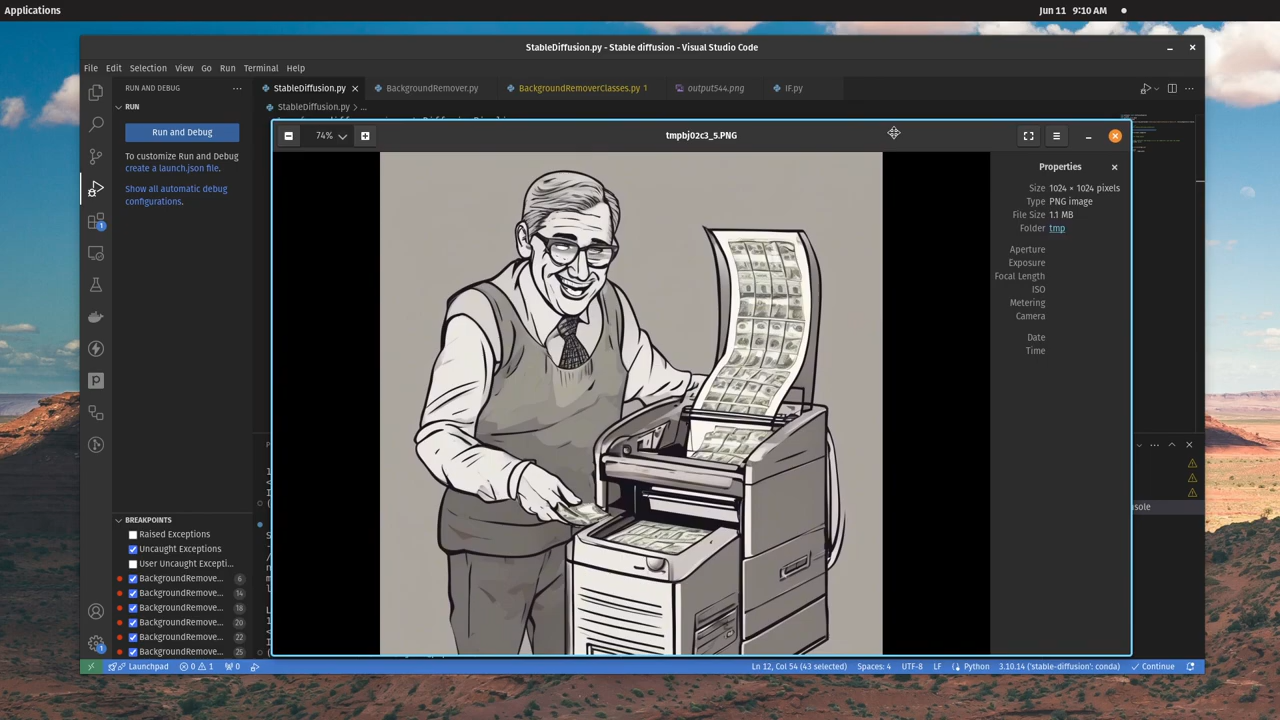 Applications
Jun 11 9:10 AM
StableDiffusion.py - Stable diffusion - Visual Studio Code
File Edit Selection View Go Run Terminal Help
RUN AND DEBUG
StableDiffusion.py
BackgroundRemover.py
BackgroundRemoverClasses.py 1
output544.png
IF.py
RUN
StableDiffusion.py > ...
Run and Debug
To customize Run and Debug
create a launch.json file.
Show all automatic debug
configurations.
74%
tmpbj02c3_5.PNG
Properties
Size 1024 × 1024 pixels
Type PNG image
File Size 1.1 MB
Folder tmp
Aperture
Exposure
Focal Length
ISO
Metering
Camera
Date
Time
BREAKPOINTS
Raised Exceptions
Uncaught Exceptions
User Uncaught Excepti...
BackgroundRemove... 6
BackgroundRemove... 14
BackgroundRemove... 18
BackgroundRemove... 20
BackgroundRemove... 22
BackgroundRemove... 25
Launchpad 0 1 0 Ln 12, Col 54 (43 selected) Spaces: 4 UTF-8 LF Python 3.10.14 ('stable-diffusion': conda) Continue